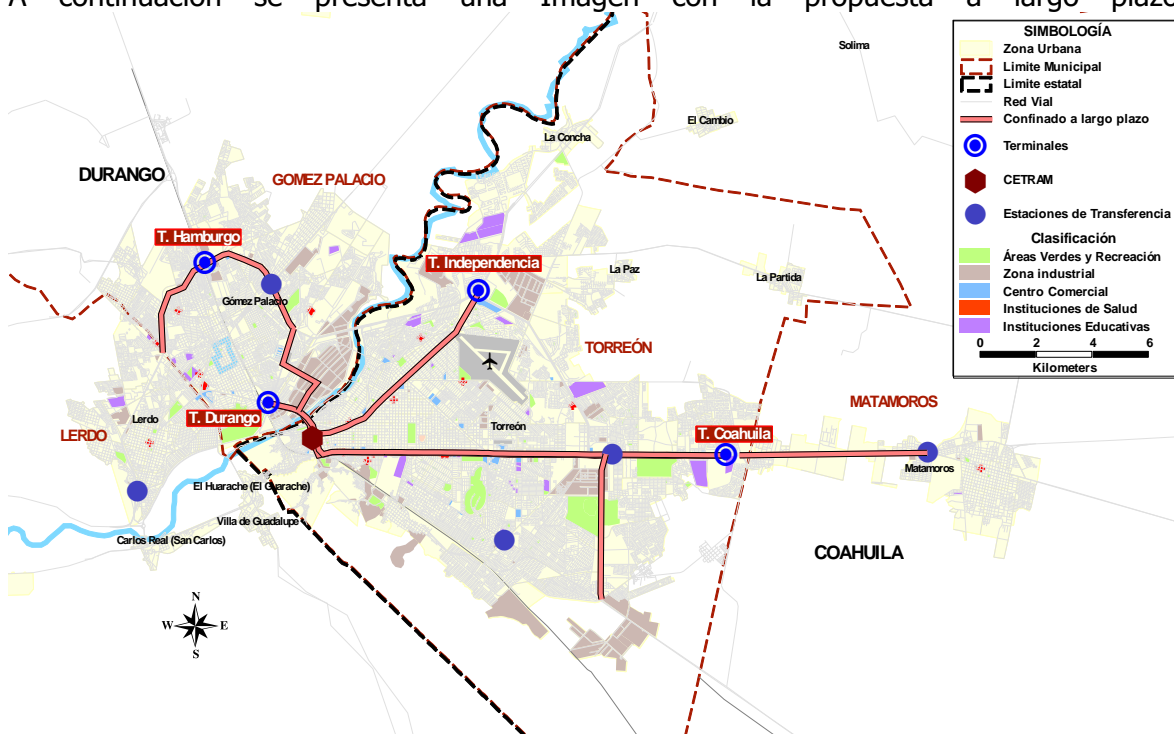 A continuación se presenta una imagen con la propuesta a largo plazo
SIMBOLOGÍA
Zona Urbana
Limite Municipal
Limite estatal
Red Vial
Confinado a largo plazo
Terminales
CETRAM
Estaciones de Transferencia
Clasificación
Áreas Verdes y Recreación
Zona industrial
Centro Comercial
Instituciones de Salud
Instituciones Educativas
0 2 4 6
Kilometers
Solima
El Cambio
La Concha
DURANGO
GOMEZ PALACIO
T. Hamburgo
T. Independencia
La Paz
La Partida
Gómez Palacio
TORREÓN
MATAMOROS
T. Durango
Lerdo
LERDO
Torreón
T. Coahuila
Matamoros
El Huarache (El Guarache)
Villa de Guadalupe
Carlos Real (San Carlos)
COAHUILA
N
W E
S